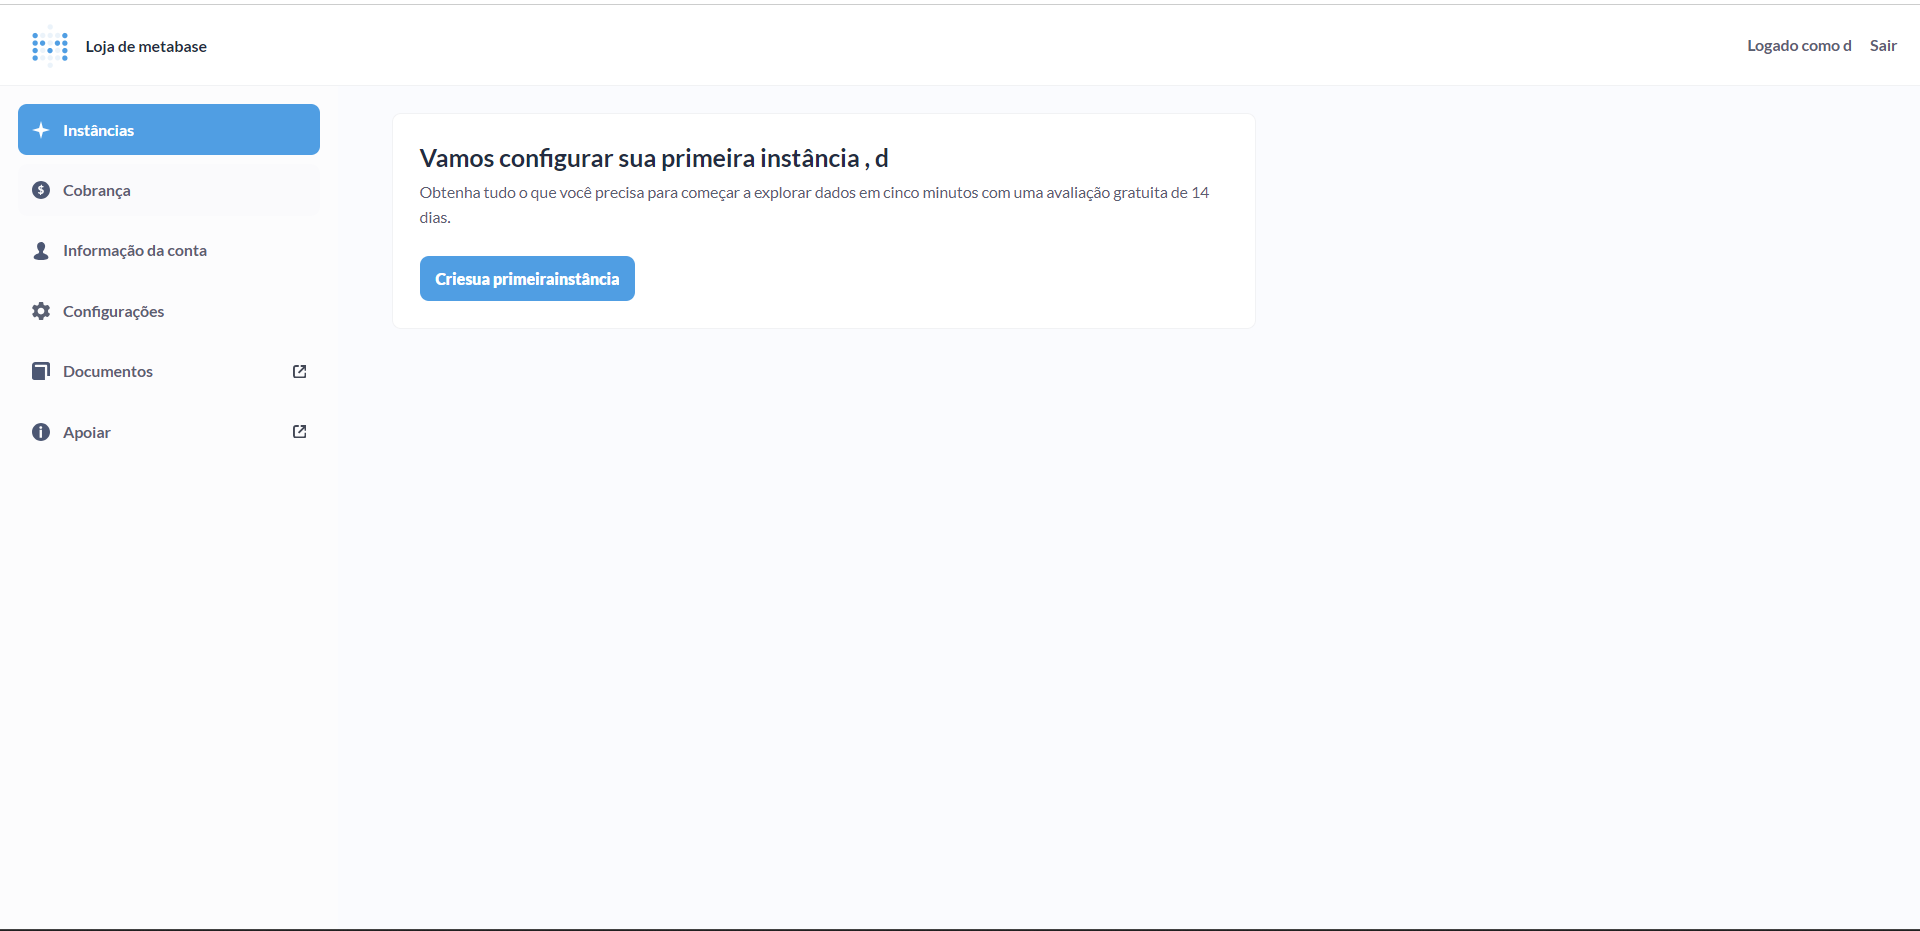 Loja de metabase
Logado como d
Sair
Instâncias
Cobrança
Informação da conta
Configurações
Documentos
Apoiar
Vamos configurar sua primeira instância , d
Obtenha tudo o que você precisa para começar a explorar dados em cinco minutos com uma avaliação gratuita de 14
dias.
Criesua primeirainstância